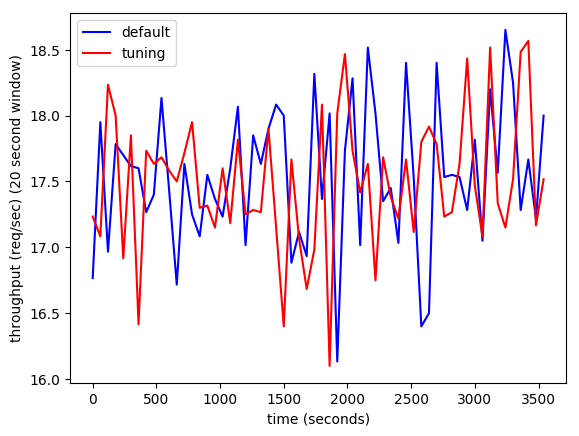 default
tuning
throughput (req/sec) (20 second window)
18.5
18.0
17.5
17.0
16.5
16.0
0 500 1000 1500 2000 2500 3000 3500
time (seconds)